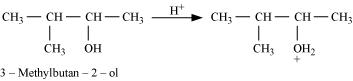 CH₃ — CH — CH — CH₃ —H⁺→ CH₃ — CH — CH — CH₃
CH₃ OH CH₃ OH₂
+
3 – Methylbutan – 2 – ol